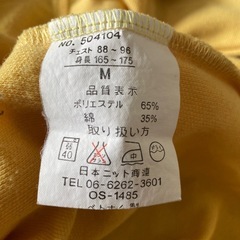 NO. 504104
チェスト 88~96
身長 165~175
M
品質表示
ポリエステル 65%
綿 35%
取り扱い方
40 中
日本ニット商連
TEL 06-6262-3601
OS-1485